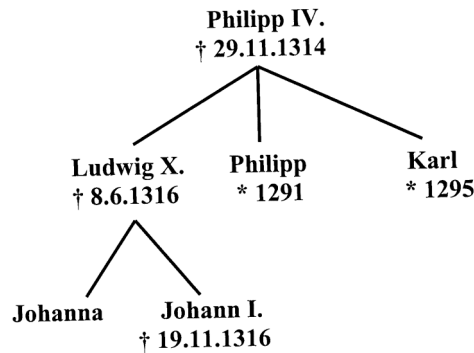 Philipp IV.
† 29.11.1314
Ludwig X.
† 8.6.1316
Philipp
* 1291
Karl
* 1295
Johanna
Johann I.
† 19.11.1316